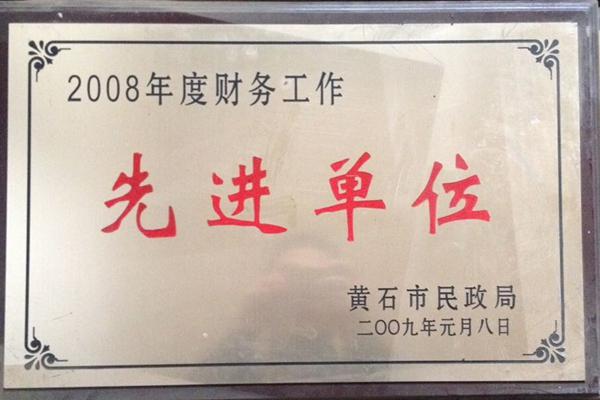 2008年度财务工作
先进单位
黄石市民政局
二〇〇九年元月八日